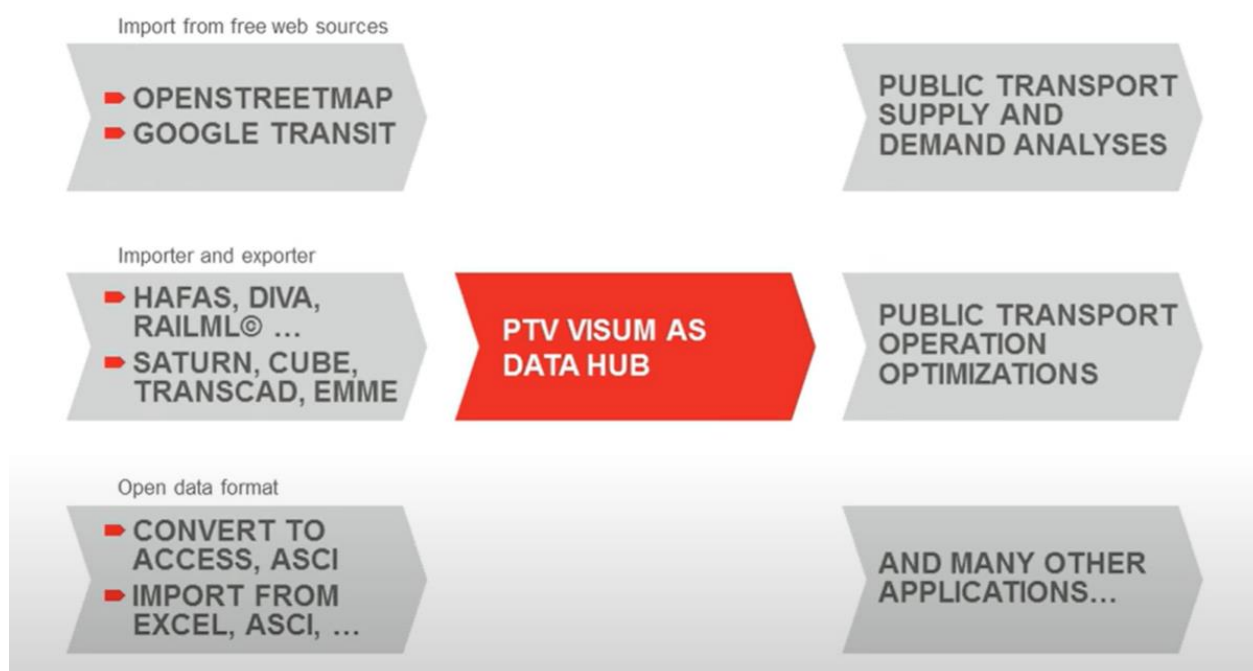 Import from free web sources
OPENSTREETMAP
GOOGLE TRANSIT
PUBLIC TRANSPORT
SUPPLY AND
DEMAND ANALYSES
Importer and exporter
HAFAS, DIVA,
RAILML© ...
SATURN, CUBE,
TRANSCAD, EMME
PTV VISUM AS
DATA HUB
PUBLIC TRANSPORT
OPERATION
OPTIMIZATIONS
Open data format
CONVERT TO
ACCESS, ASCI
IMPORT FROM
EXCEL, ASCI, ...
AND MANY OTHER
APPLICATIONS...